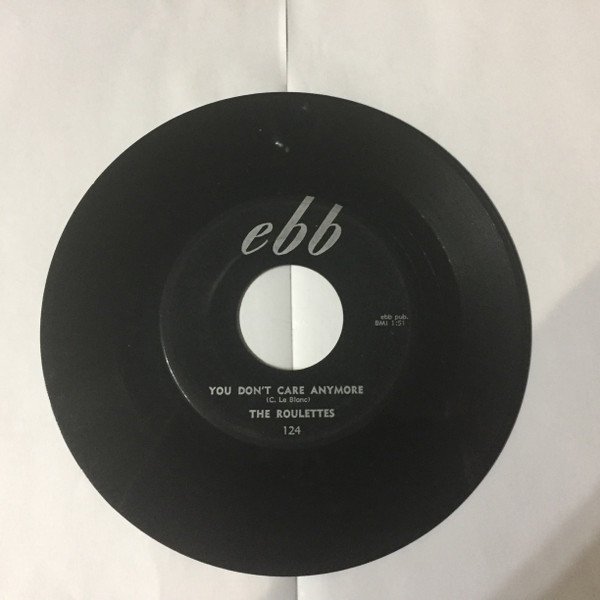 ebb
ebb pub.
BMI 1:51
YOU DON'T CARE ANYMORE
(C. Le Blanc)
THE ROULETTES
124